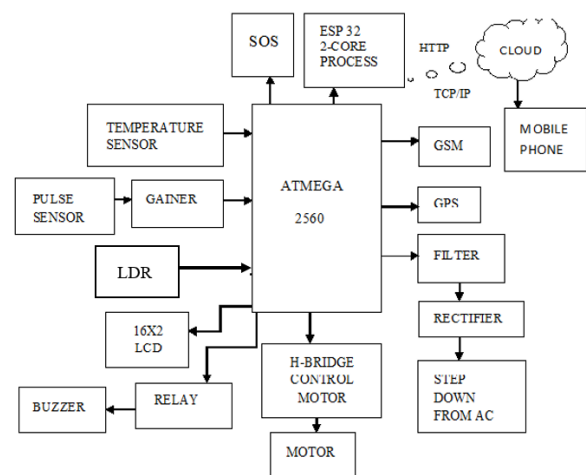 SOS
ESP 32
2-CORE
PROCESS
HTTP
TCP/IP
CLOUD
MOBILE
PHONE
TEMPERATURE
SENSOR
ATMEGA
2560
GSM
PULSE
SENSOR
GAINER
GPS
LDR
FILTER
16X2
LCD
RECTIFIER
H-BRIDGE
CONTROL
MOTOR
STEP
DOWN
FROM AC
BUZZER
RELAY
MOTOR